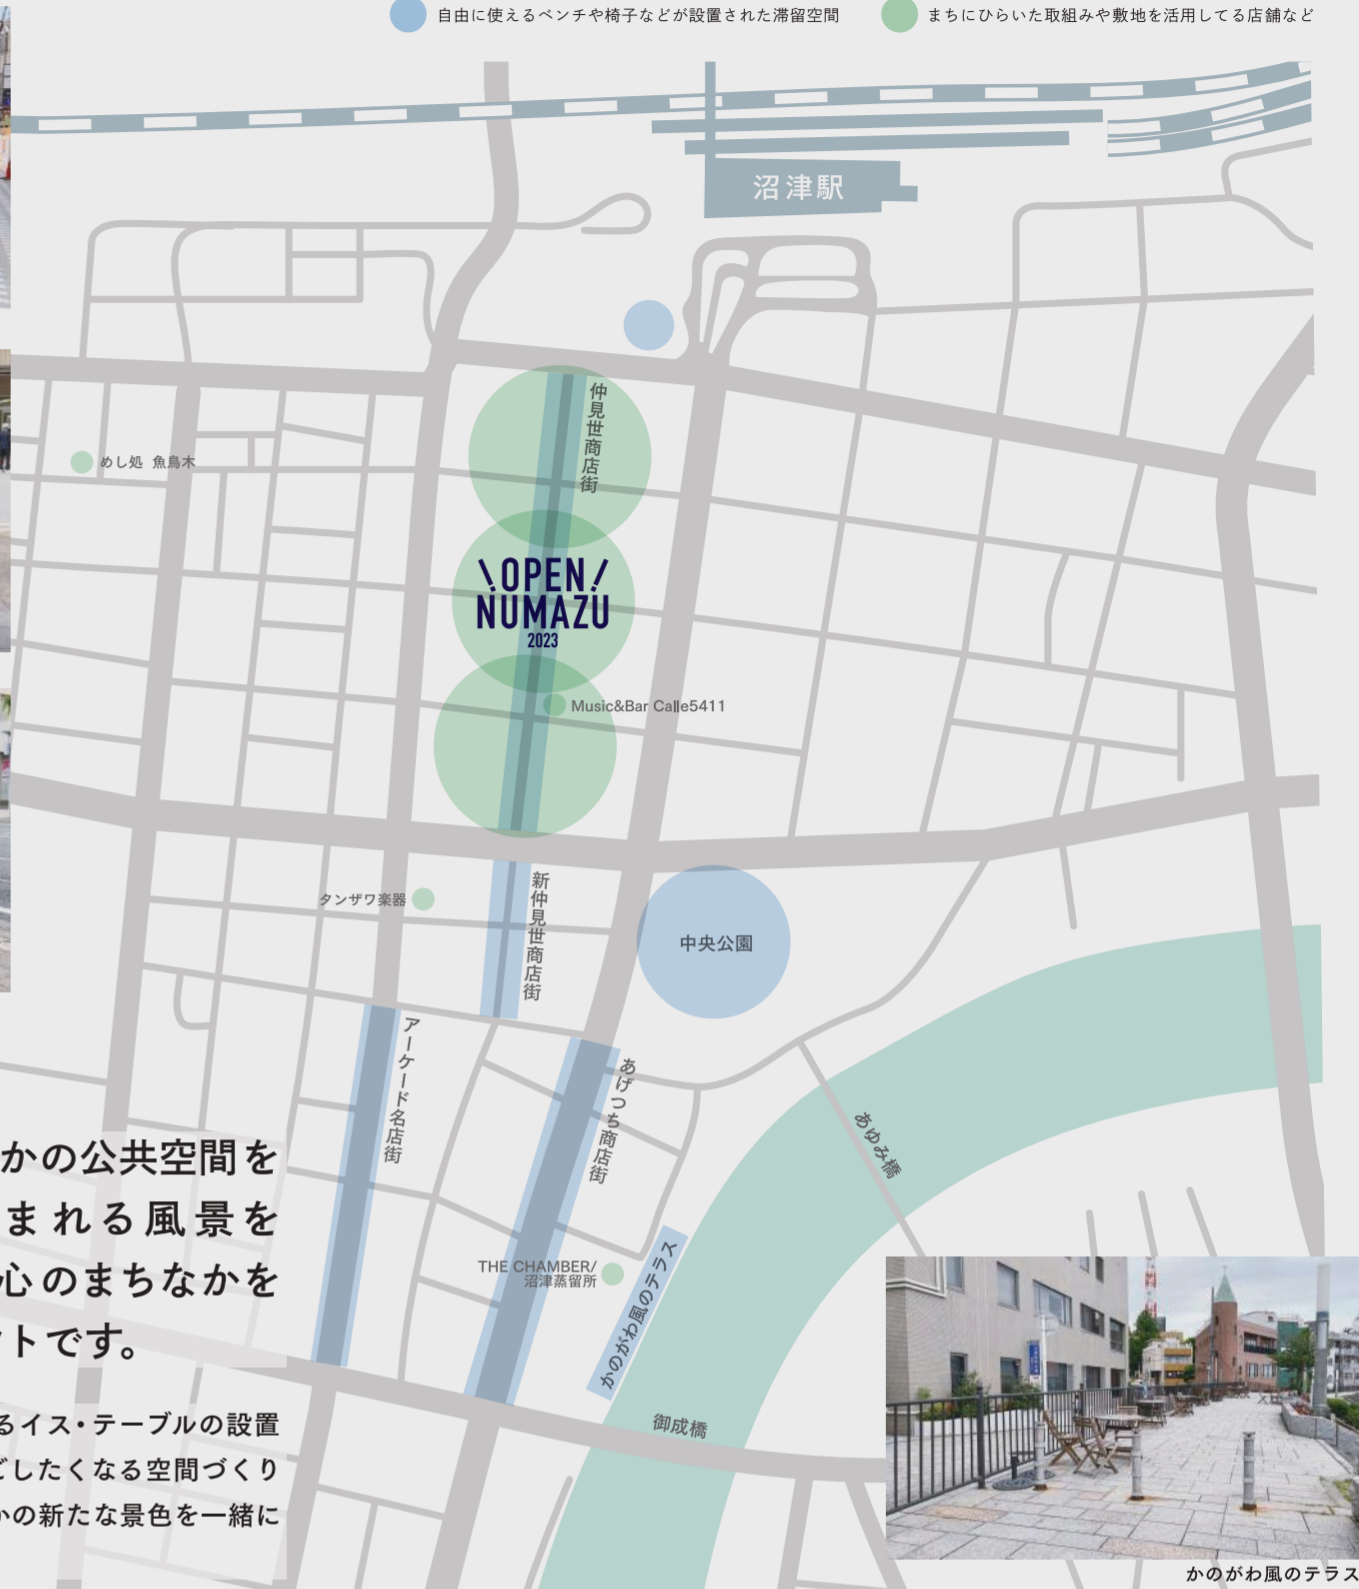 自由に使えるベンチや椅子などが設置された滞留空間
まちにひらいた取組みや敷地を活用してる店舗など
沼津駅
仲見世商店街
めし処 魚鳥木
\OPEN/
NUMAZU
2023
Music&Bar Calle5411
タンザワ楽器
新仲見世商店街
中央公園
アーケード名店街
あげつち商店街
あゆみ橋
かの公共空間を
まれる風景を
心のまちなかを
トです。
THE CHAMBER/
沼津蒸留所
かのがわ風のテラス
御成橋
るイス・テーブルの設置
どしたくなる空間づくり
かの新たな景色を一緒に
かのがわ風のテラス